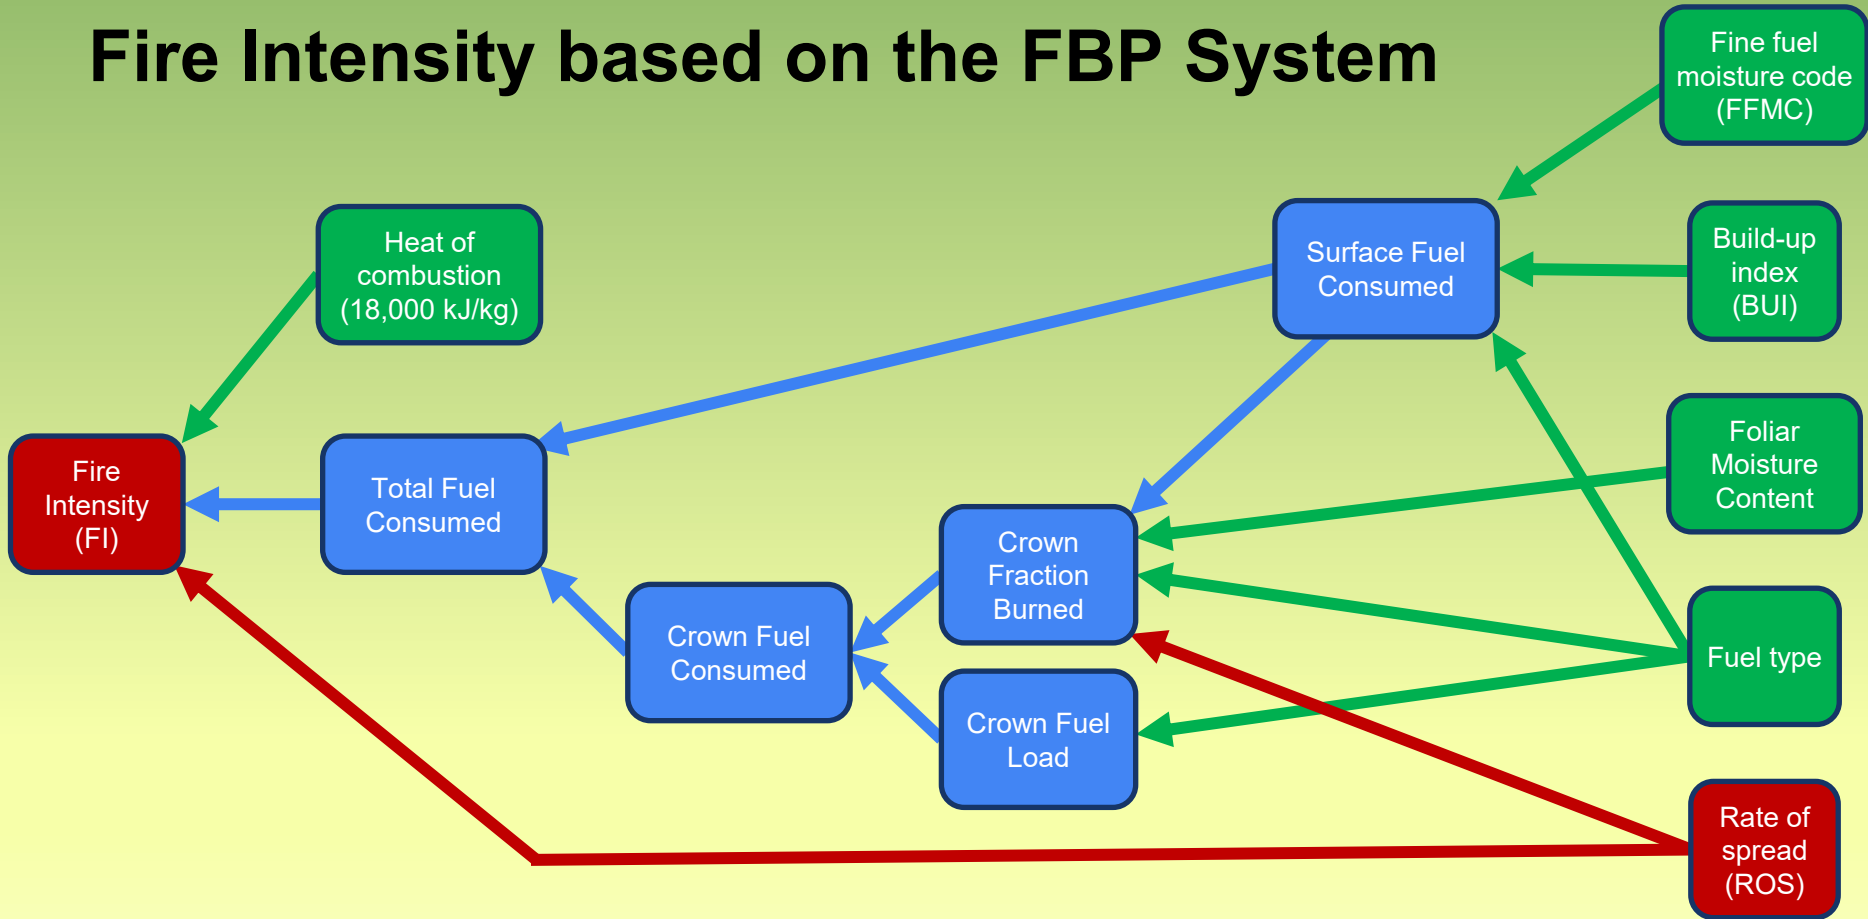 Fire Intensity based on the FBP System
Fine fuel
moisture code
(FFMC)
Heat of
combustion
(18,000 kJ/kg)
Surface Fuel
Consumed
Build-up
index
(BUI)
Fire
Intensity
(FI)
Total Fuel
Consumed
Foliar
Moisture
Content
Crown
Fraction
Burned
Crown Fuel
Consumed
Fuel type
Crown Fuel
Load
Rate of
spread
(ROS)